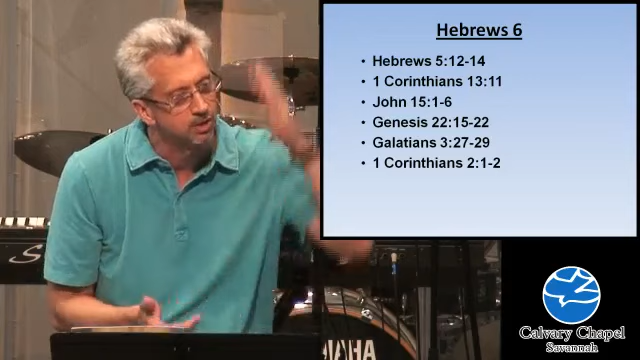 Hebrews 6
• Hebrews 5:12-14
• 1 Corinthians 13:11
• John 15:1-6
• Genesis 22:15-22
• Galatians 3:27-29
• 1 Corinthians 2:1-2
Calvary Chapel
Savannah